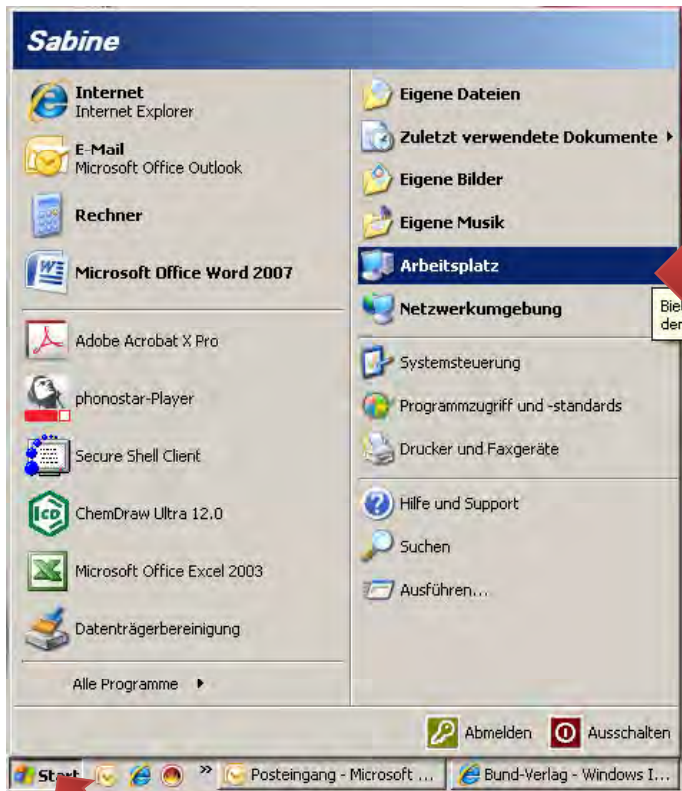 Sabine
Internet
Internet Explorer
E-Mail
Microsoft Office Outlook
Rechner
Microsoft Office Word 2007
Adobe Acrobat X Pro
phonostar-Player
Secure Shell Client
ChemDraw Ultra 12.0
Microsoft Office Excel 2003
Datenträgerbereinigung
Alle Programme
Eigene Dateien
Zuletzt verwendete Dokumente
Eigene Bilder
Eigene Musik
Arbeitsplatz
Netzwerkumgebung
Systemsteuerung
Programmzugriff und -standards
Drucker und Faxgeräte
Hilfe und Support
Suchen
Ausführen...
Abmelden Ausschalten
Start » Posteingang - Microsoft ... Bund-Verlag - Windows I...